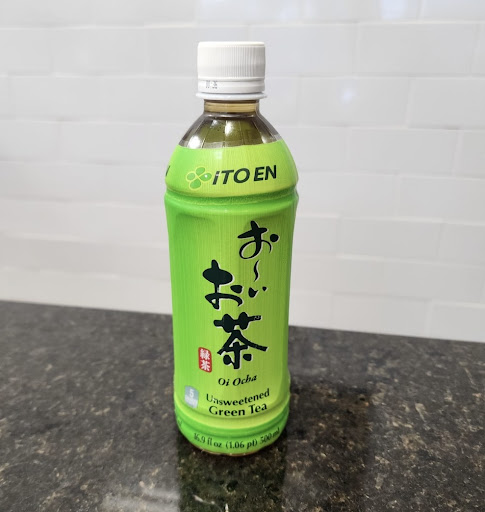 ITO EN
お～い
お茶
緑茶
Oi Ocha
Unsweetened
Green Tea
16.9 fl oz (1.06 pt) 500 ml